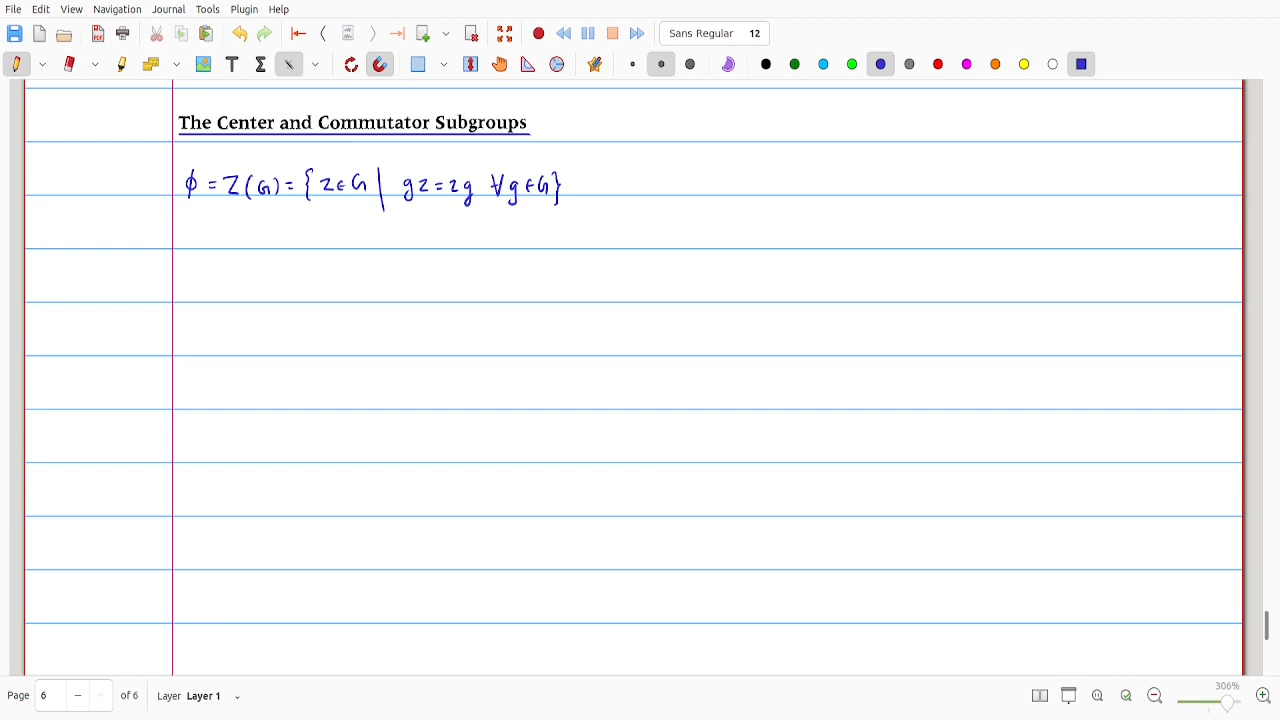 File Edit View Navigation Journal Tools Plugin Help
Sans Regular 12
The Center and Commutator Subgroups
ϕ = Z(G) = { z ∈ G | gz = zg ∀g ∈ G}
Page 6 of 6 Layer Layer 1 306%